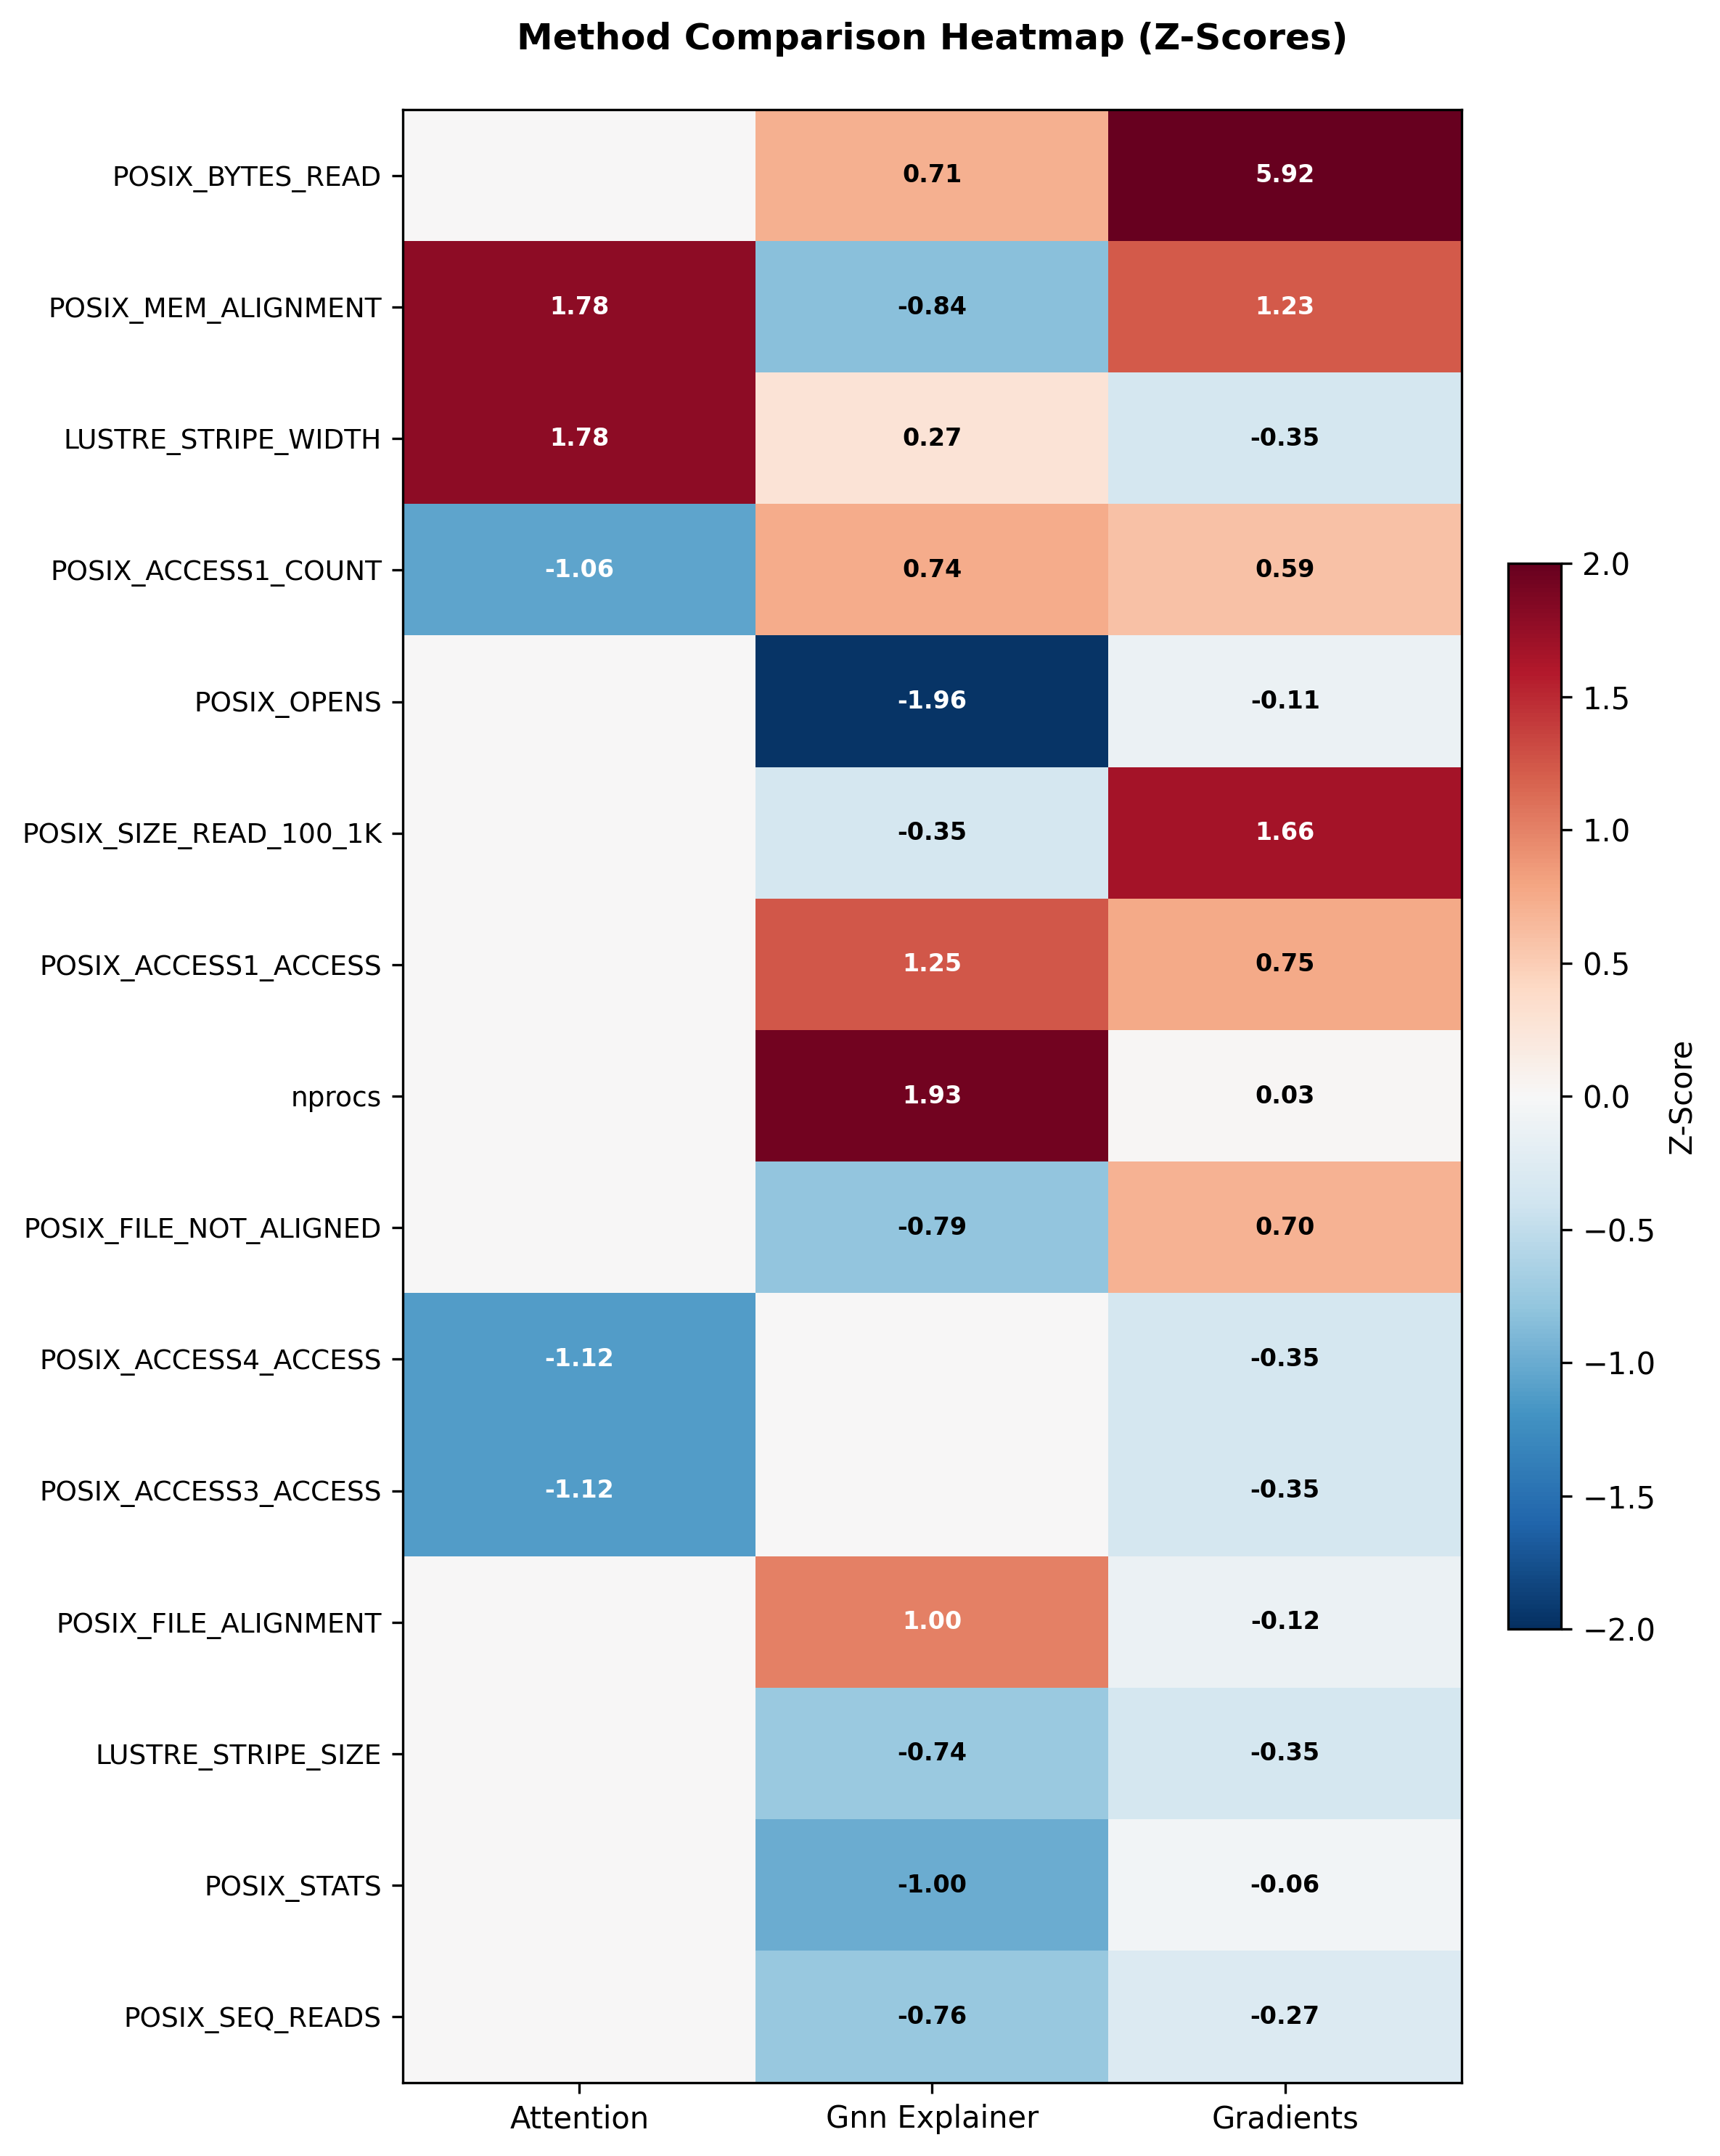 Method Comparison Heatmap (Z-Scores)
POSIX_BYTES_READ 0.71 5.92
POSIX_MEM_ALIGNMENT 1.78 -0.84 1.23
LUSTRE_STRIPE_WIDTH 1.78 0.27 -0.35
POSIX_ACCESS1_COUNT -1.06 0.74 0.59
POSIX_OPENS -1.96 -0.11
POSIX_SIZE_READ_100_1K -0.35 1.66
POSIX_ACCESS1_ACCESS 1.25 0.75
nprocs 1.93 0.03
POSIX_FILE_NOT_ALIGNED -0.79 0.70
POSIX_ACCESS4_ACCESS -1.12 -0.35
POSIX_ACCESS3_ACCESS -1.12 -0.35
POSIX_FILE_ALIGNMENT 1.00 -0.12
LUSTRE_STRIPE_SIZE -0.74 -0.35
POSIX_STATS -1.00 -0.06
POSIX_SEQ_READS -0.76 -0.27
Attention Gnn Explainer Gradients
2.0
1.5
1.0
0.5
0.0
−0.5
−1.0
−1.5
−2.0
Z-Score